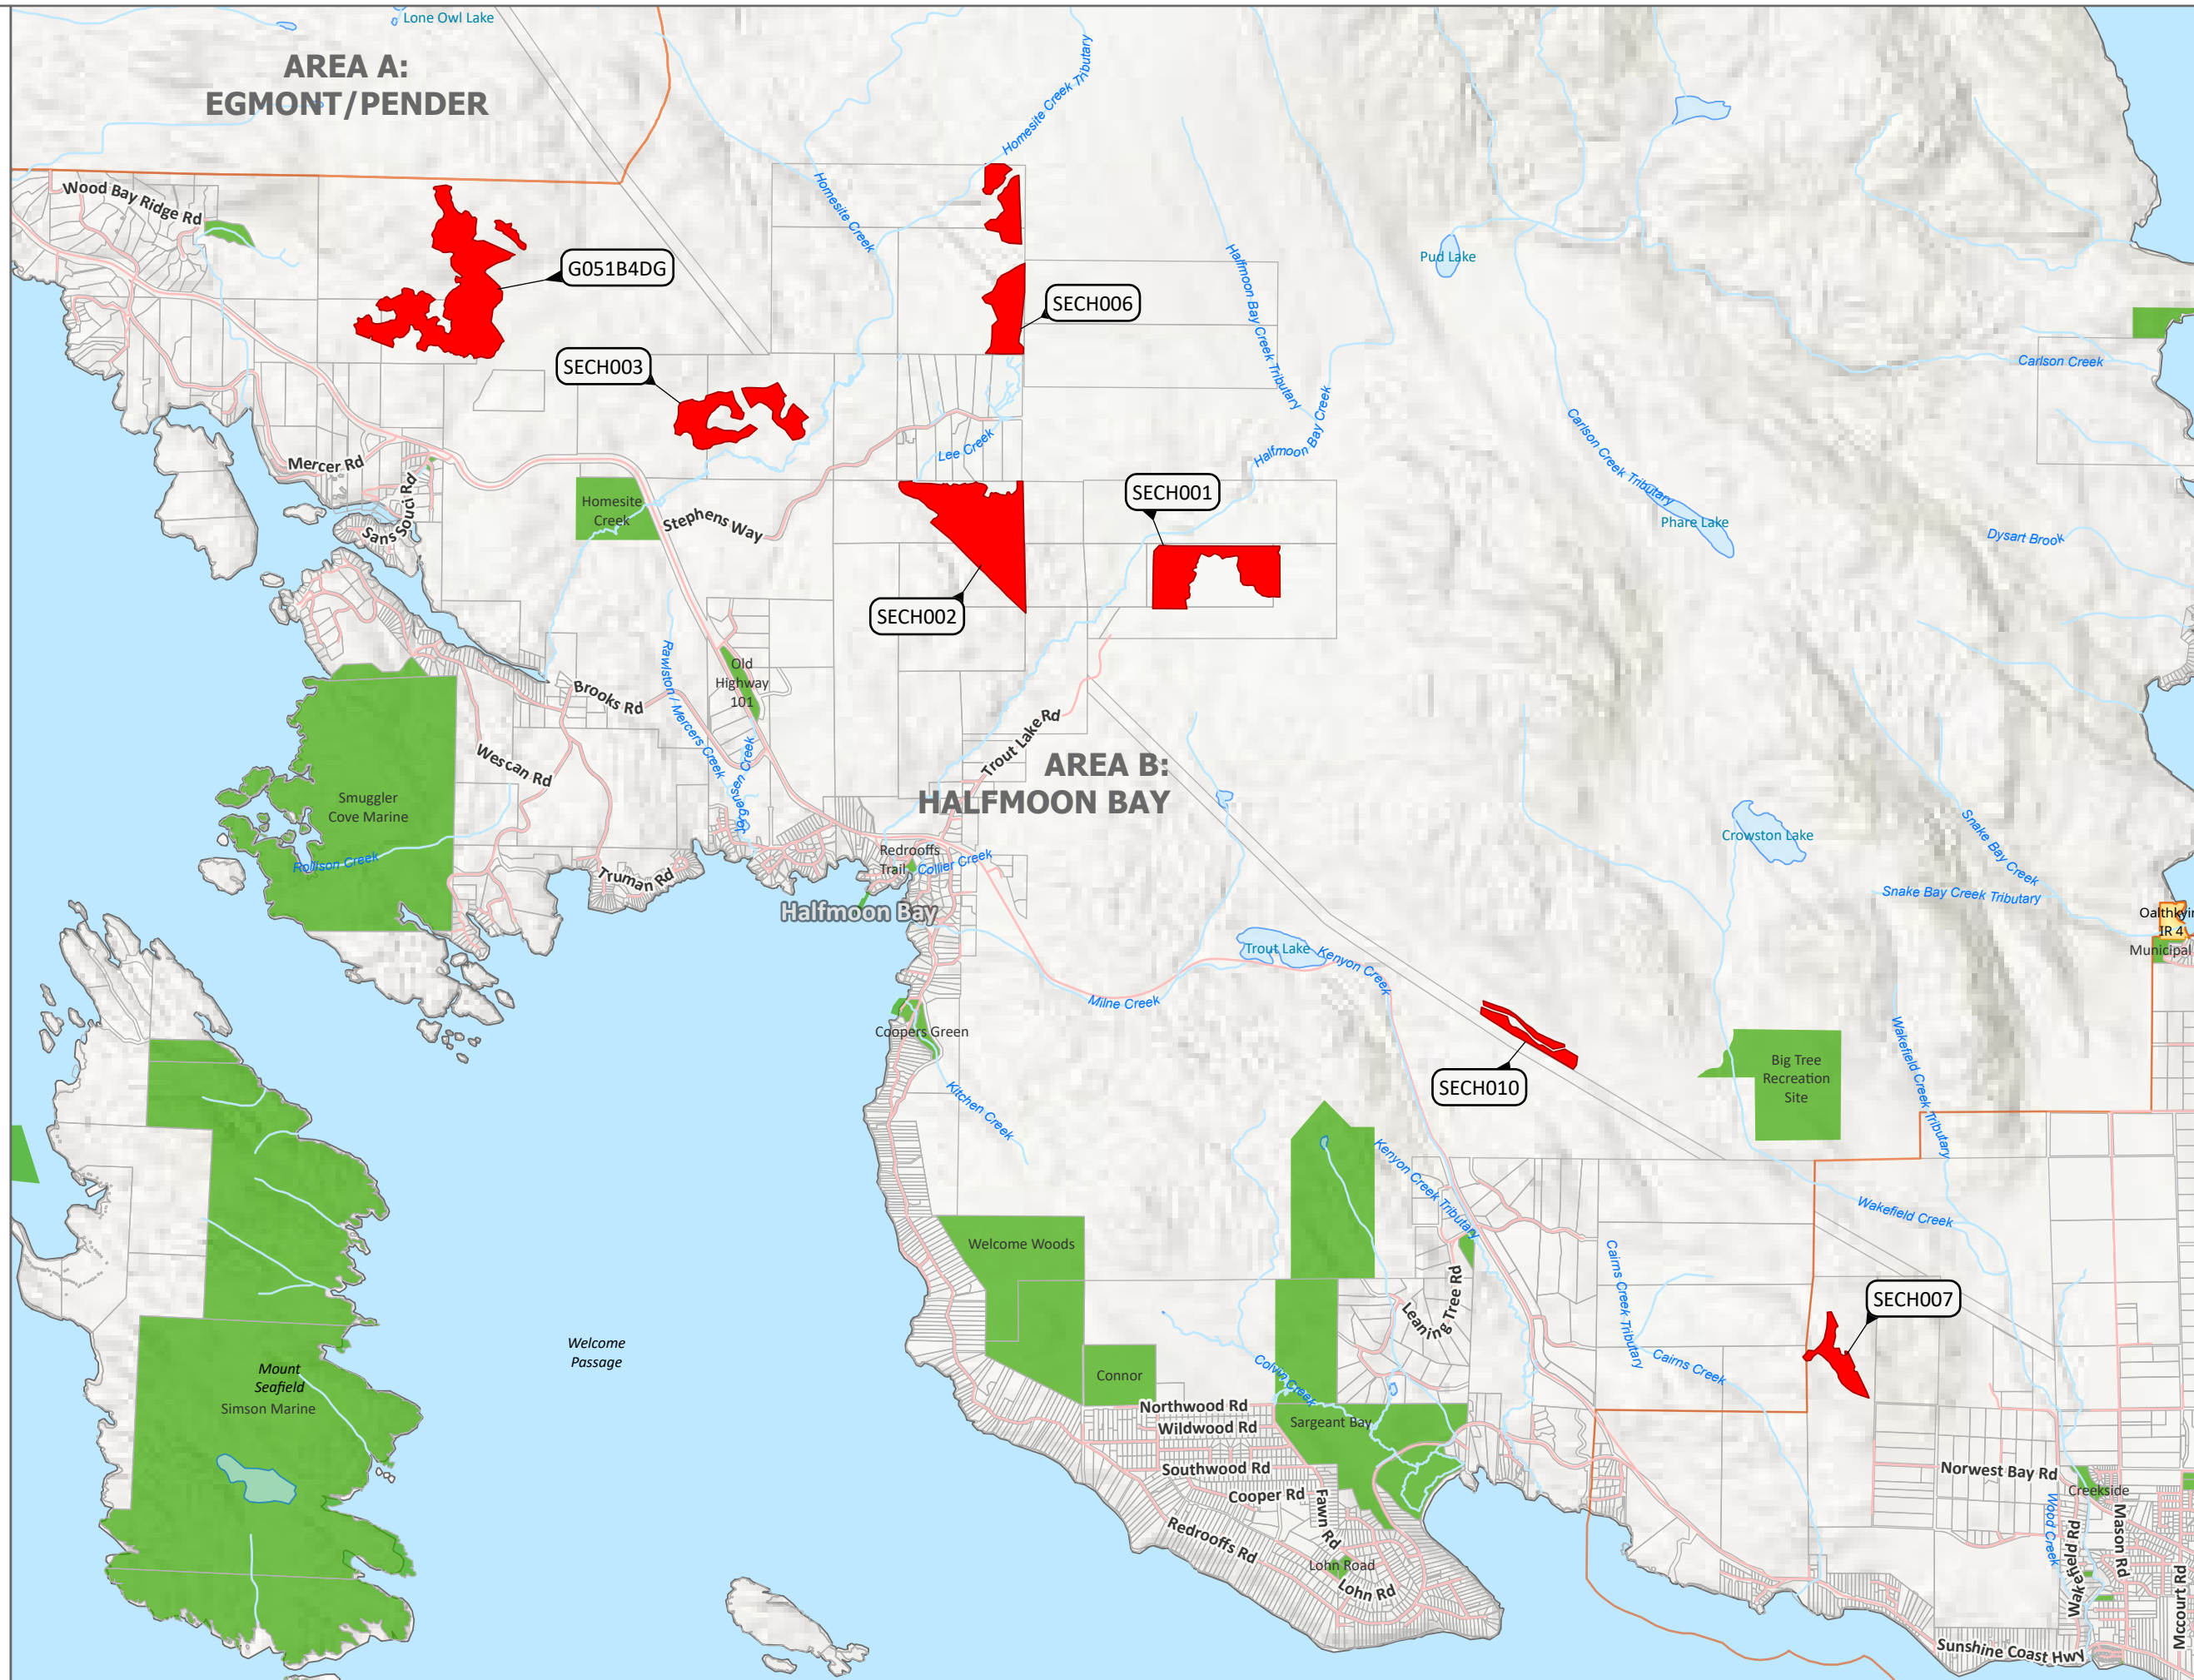 Lone Owl Lake
AREA A:
EGMONT/PENDER
Homesite Creek Tributary
Wood Bay Ridge Rd
Homesite Creek
G051B4DG
SECH006
Halfmoon Bay Creek Tributary
Pud Lake
SECH003
Carlson Creek
Mercer Rd
Lee Creek
Halfmoon Bay Creek
Carlson Creek Tributary
Sans Souci Rd
Homesite
Creek
Stephens Way
SECH001
Phare Lake
Dysart Brook
SECH002
Rawlston / Mercers Creek
Old
Highway
101
Brooks Rd
Wescan Rd
Trout Lake Rd
Jorgensen Creek
AREA B:
HALFMOON BAY
Smuggler
Cove Marine
Rollison Creek
Truman Rd
Redrooffs
Trail
Collier Creek
Halfmoon Bay
Crowston Lake
Snake Bay Creek
Snake Bay Creek Tributary
IR 4
Municipal
Trout Lake
Kenyon Creek
Milne Creek
Coopers Green
Kitchen Creek
SECH010
Big Tree
Recreation
Site
Wakefield Creek Tributary
Kenyon Creek Tributary
Wakefield Creek
Welcome Woods
Leaning Tree Rd
Cairns Creek Tributary
SECH007
Welcome
Passage
Mount
Seafield
Simson Marine
Connor
Colvin Creek
Cairns Creek
Northwood Rd
Wildwood Rd
Sargeant Bay
Southwood Rd
Cooper Rd
Fawn Rd
Redrooffs Rd
Lohn Road
Lohn Rd
Norwest Bay Rd
Creekside
Wood Creek
Wakefield Rd
Mason Rd
Mccourt Rd
Sunshine Coast Hwy